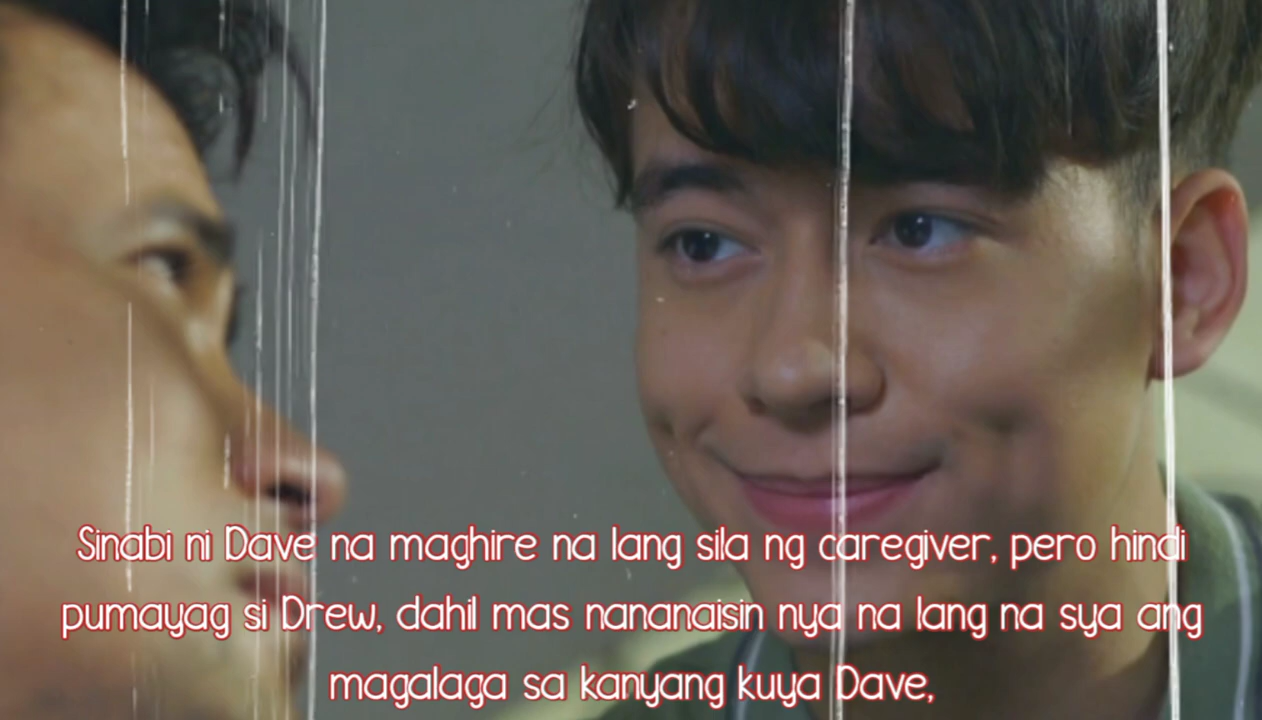 Sinabi ni Dave na maghire na lang sila ng caregiver, pero hindi
pumayag si Drew, dahil mas nananaisin nya na lang na sya ang
magalaga sa kanyang kuya Dave,